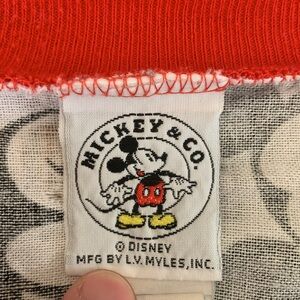 MICKEY & CO.
© DISNEY
MFG BY L.V. MYLES, INC.